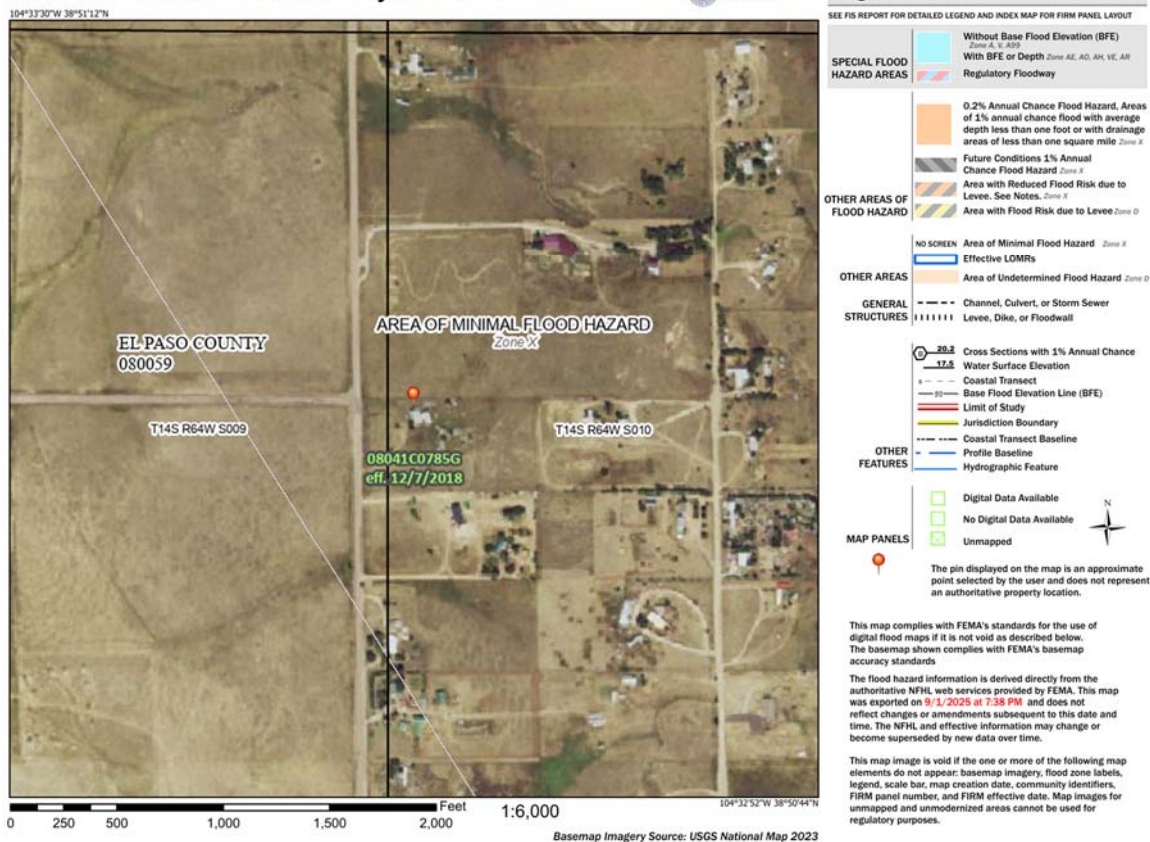 104°33'30"W 38°51'12"N
EL PASO COUNTY
080059
AREA OF MINIMAL FLOOD HAZARD
Zone X
T14S R64W S009
T14S R64W S010
08041C0785G
eff. 12/7/2018
104°32'52"W 38°50'44"N
0 250 500 1,000 1,500 2,000
Feet
1:6,000
Basemap Imagery Source: USGS National Map 2023
SEE FIS REPORT FOR DETAILED LEGEND AND INDEX MAP FOR FIRM PANEL LAYOUT
SPECIAL FLOOD
HAZARD AREAS
Without Base Flood Elevation (BFE)
Zone A, V, A99
With BFE or Depth Zone AE, AO, AH, VE, AR
Regulatory Floodway
OTHER AREAS OF
FLOOD HAZARD
0.2% Annual Chance Flood Hazard, Areas
of 1% annual chance flood with average
depth less than one foot or with drainage
areas of less than one square mile Zone X
Future Conditions 1% Annual
Chance Flood Hazard Zone X
Area with Reduced Flood Risk due to
Levee. See Notes. Zone X
Area with Flood Risk due to Levee Zone D
OTHER AREAS
NO SCREEN Area of Minimal Flood Hazard Zone X
Effective LOMRs
Area of Undetermined Flood Hazard Zone D
GENERAL
STRUCTURES
Channel, Culvert, or Storm Sewer
Levee, Dike, or Floodwall
OTHER
FEATURES
B 20.2 Cross Sections with 1% Annual Chance
17.5 Water Surface Elevation
8 Coastal Transect
Base Flood Elevation Line (BFE)
Limit of Study
Jurisdiction Boundary
Coastal Transect Baseline
Profile Baseline
Hydrographic Feature
MAP PANELS
Digital Data Available
No Digital Data Available
Unmapped
N
The pin displayed on the map is an approximate
point selected by the user and does not represent
an authoritative property location.
This map complies with FEMA's standards for the use of
digital flood maps if it is not void as described below.
The basemap shown complies with FEMA's basemap
accuracy standards
The flood hazard information is derived directly from the
authoritative NFHL web services provided by FEMA. This map
was exported on 9/1/2025 at 7:38 PM and does not
reflect changes or amendments subsequent to this date and
time. The NFHL and effective information may change or
become superseded by new data over time.
This map image is void if the one or more of the following map
elements do not appear: basemap imagery, flood zone labels,
legend, scale bar, map creation date, community identifiers,
FIRM panel number, and FIRM effective date. Map images for
unmapped and unmodernized areas cannot be used for
regulatory purposes.